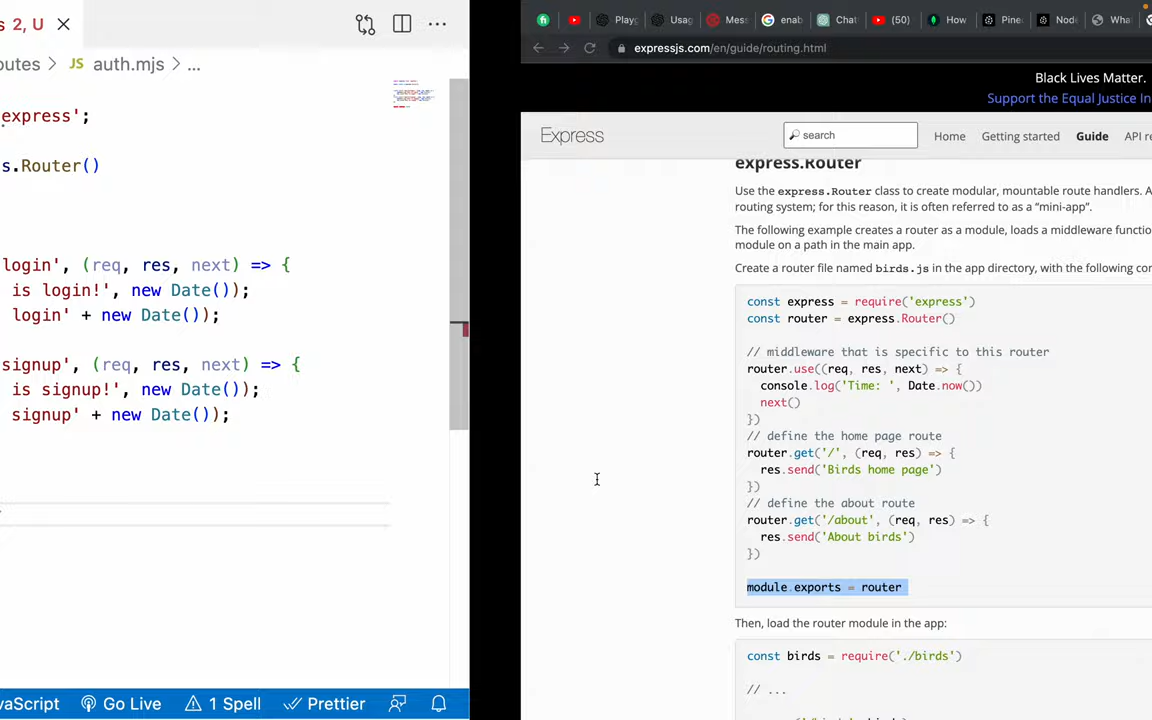 s 2, U
outes > JS auth.mjs > ...
express';
s.Router()
login', (req, res, next) => {
is login!', new Date());
login' + new Date());
signup', (req, res, next) => {
is signup!', new Date());
signup' + new Date());
vaScript Go Live 1 Spell Prettier
Playg Usag Mess enab Chat (50) How Pine Node Wha
expressjs.com/en/guide/routing.html
Black Lives Matter.
Support the Equal Justice In
Express search Home Getting started Guide API re
express.Router
Use the express.Router class to create modular, mountable route handlers. A
routing system; for this reason, it is often referred to as a “mini-app”.
The following example creates a router as a module, loads a middleware functio
module on a path in the main app.
Create a router file named birds.js in the app directory, with the following con
const express = require('express')
const router = express.Router()
// middleware that is specific to this router
router.use((req, res, next) => {
console.log('Time: ', Date.now())
next()
})
// define the home page route
router.get('/', (req, res) => {
res.send('Birds home page')
})
// define the about route
router.get('/about', (req, res) => {
res.send('About birds')
})
module.exports = router
Then, load the router module in the app:
const birds = require('./birds')
// ...